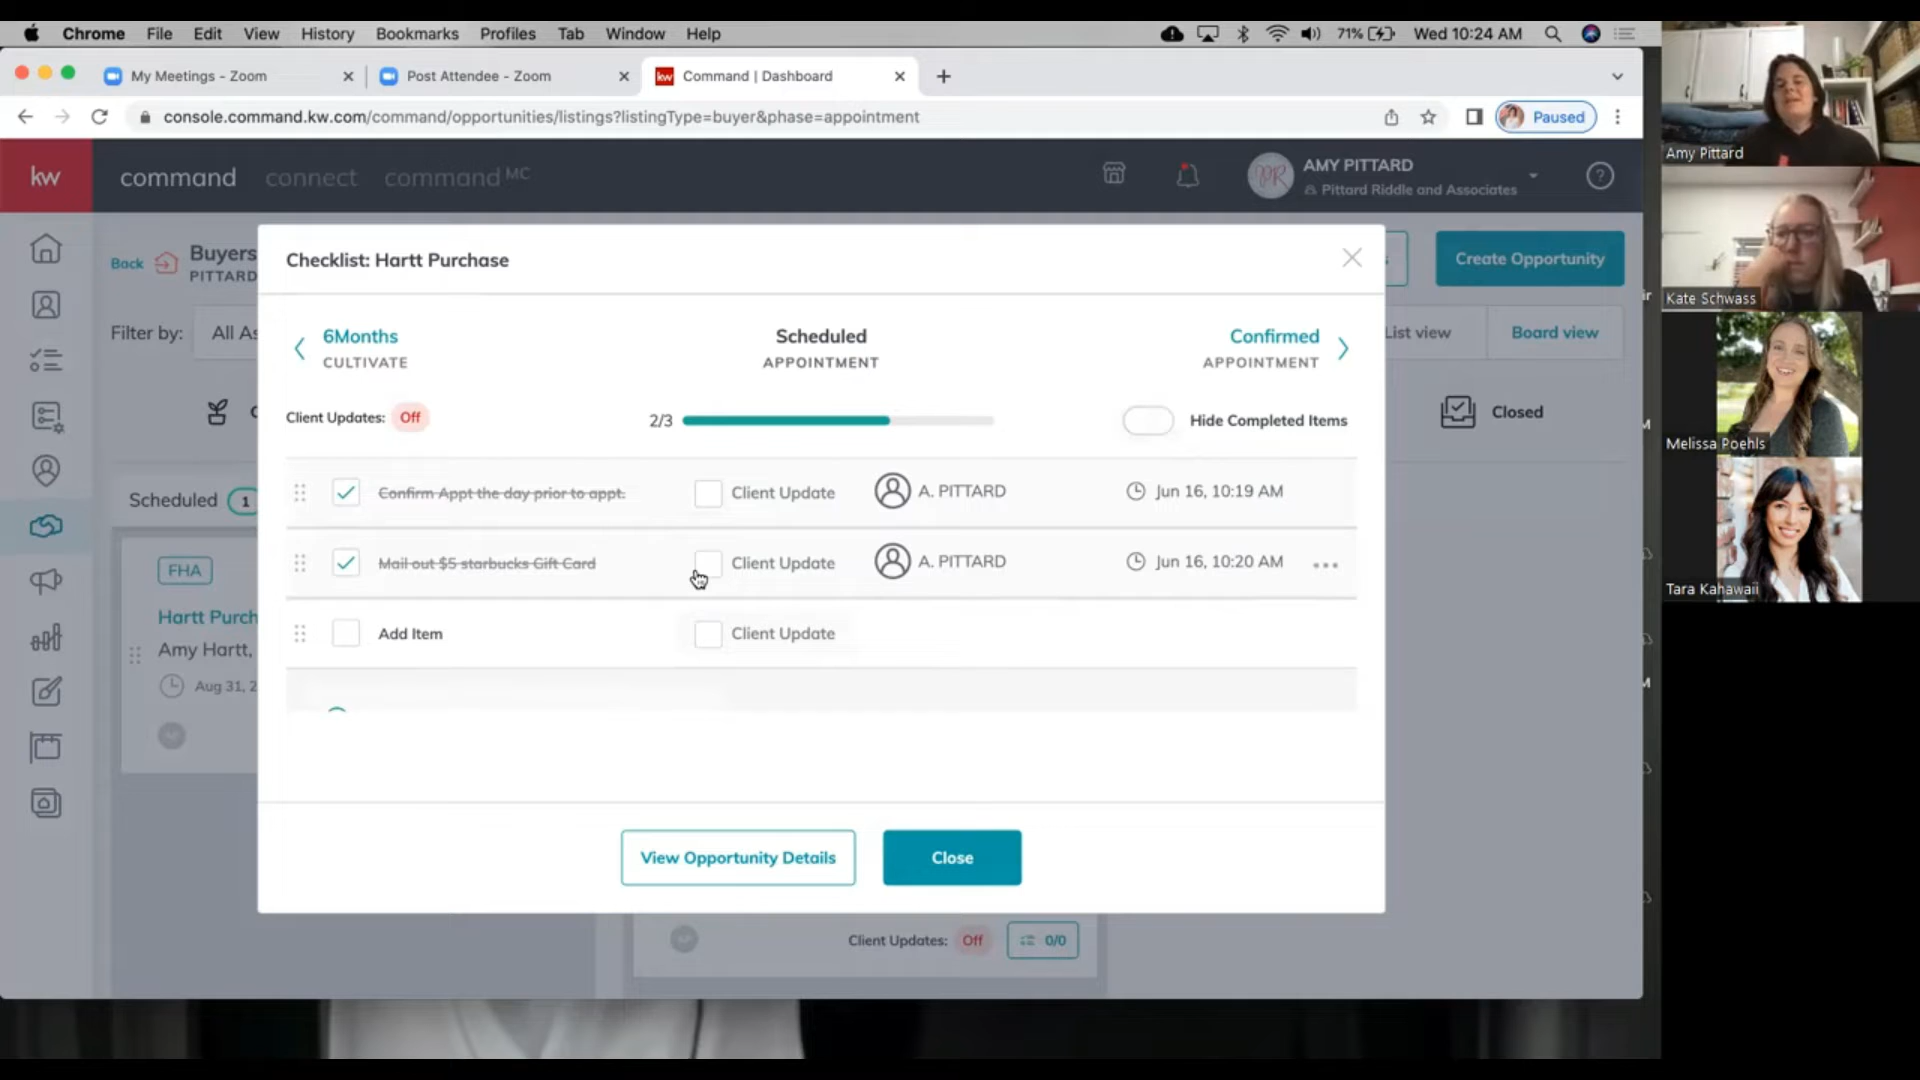 Chrome File Edit View History Bookmarks Profiles Tab Window Help 71% Wed 10:24 AM
My Meetings - Zoom Post Attendee - Zoom kw Command | Dashboard
console.command.kw.com/command/opportunities/listings?listingType=buyer&phase=appointment Paused
kw command connect command MC PR AMY PITTARD
Pittard Riddle and Associates
Back Buyers
PITTARD
Create Opportunity
Checklist: Hartt Purchase
Filter by: All As
List view Board view
6Months Scheduled Confirmed
CULTIVATE APPOINTMENT APPOINTMENT
Client Updates: Off 2/3 Hide Completed Items
Closed
Scheduled 1
Confirm Appt the day prior to appt. Client Update A. PITTARD Jun 16, 10:19 AM
Mail out $5 starbucks Gift Card Client Update A. PITTARD Jun 16, 10:20 AM
Add Item Client Update
FHA
Hartt Purch
Amy Hartt,
Aug 31, 2
View Opportunity Details Close
Client Updates: Off 0/0
Amy Pittard
Kate Schwass
Melissa Poehls
Tara Kahawaii